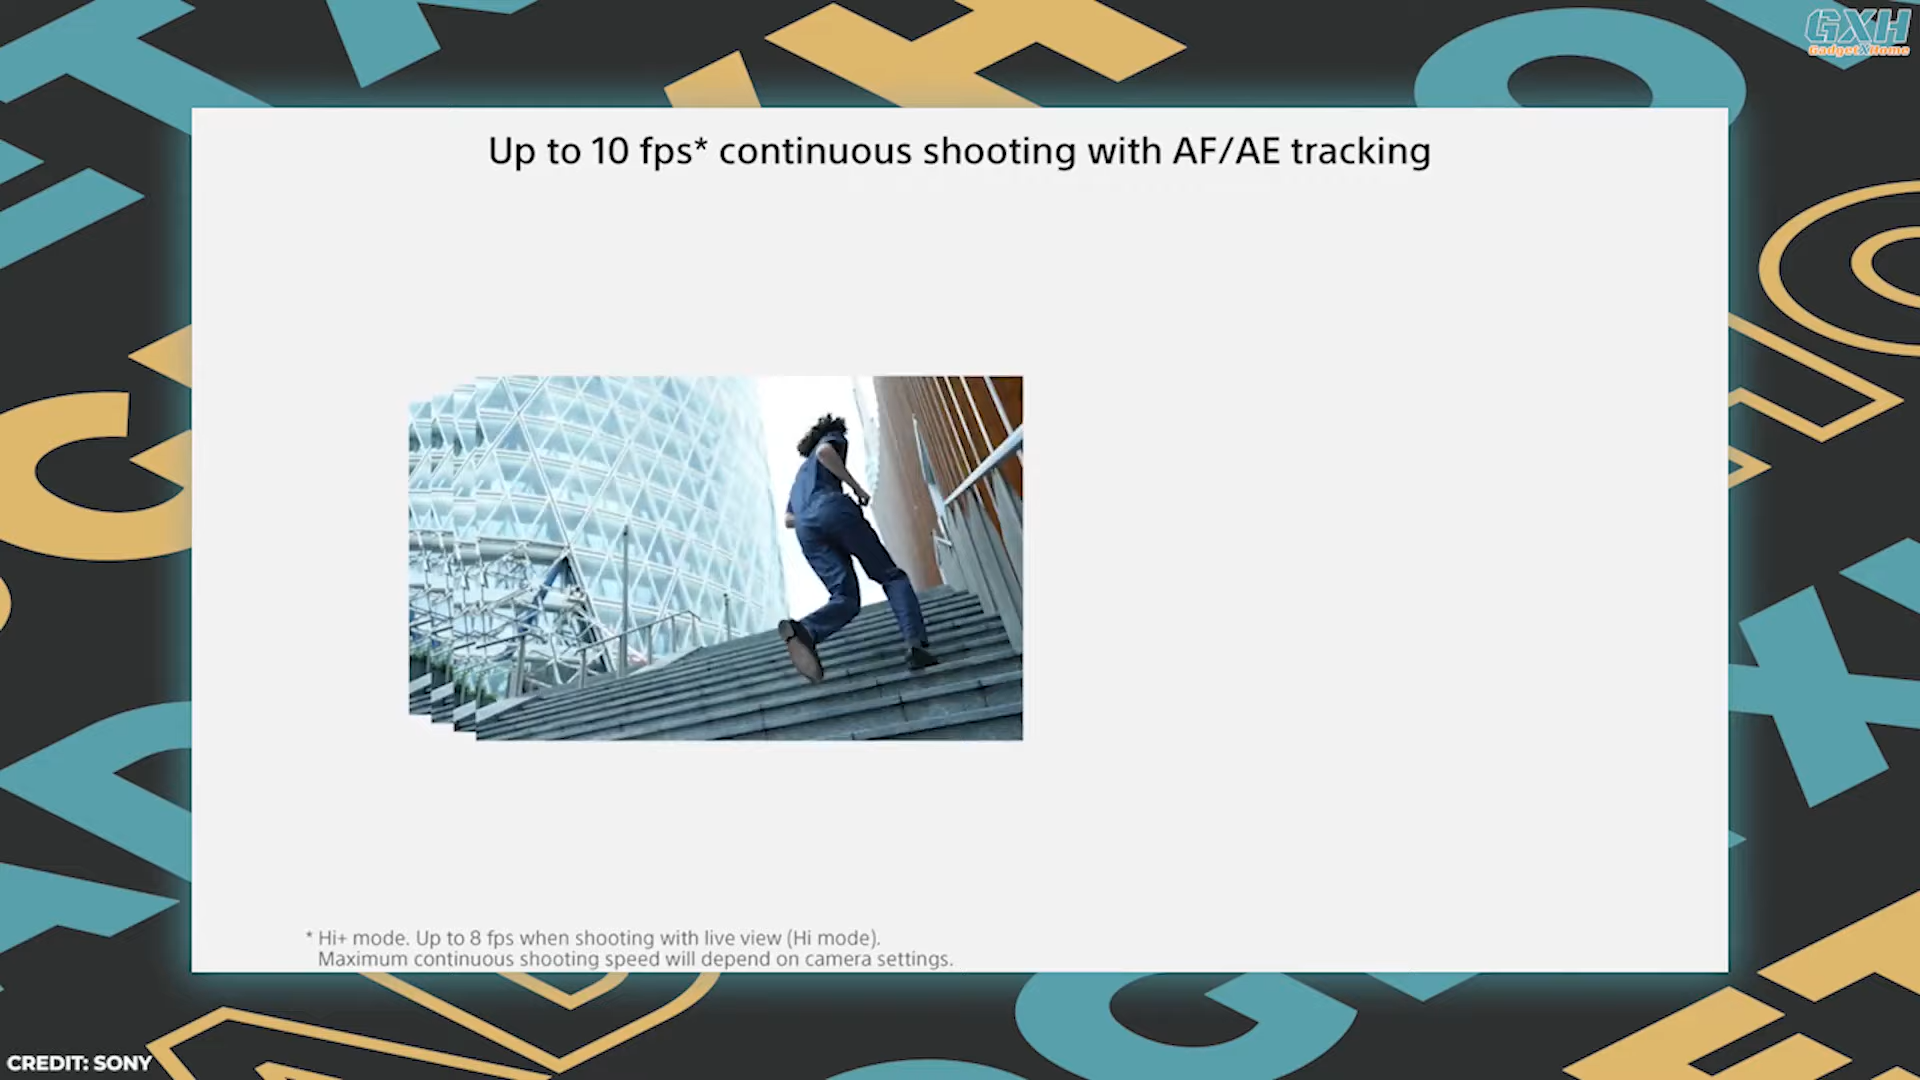 GXH
GadgetXHome
Up to 10 fps* continuous shooting with AF/AE tracking
* Hi+ mode. Up to 8 fps when shooting with live view (Hi mode).
Maximum continuous shooting speed will depend on camera settings.
CREDIT: SONY